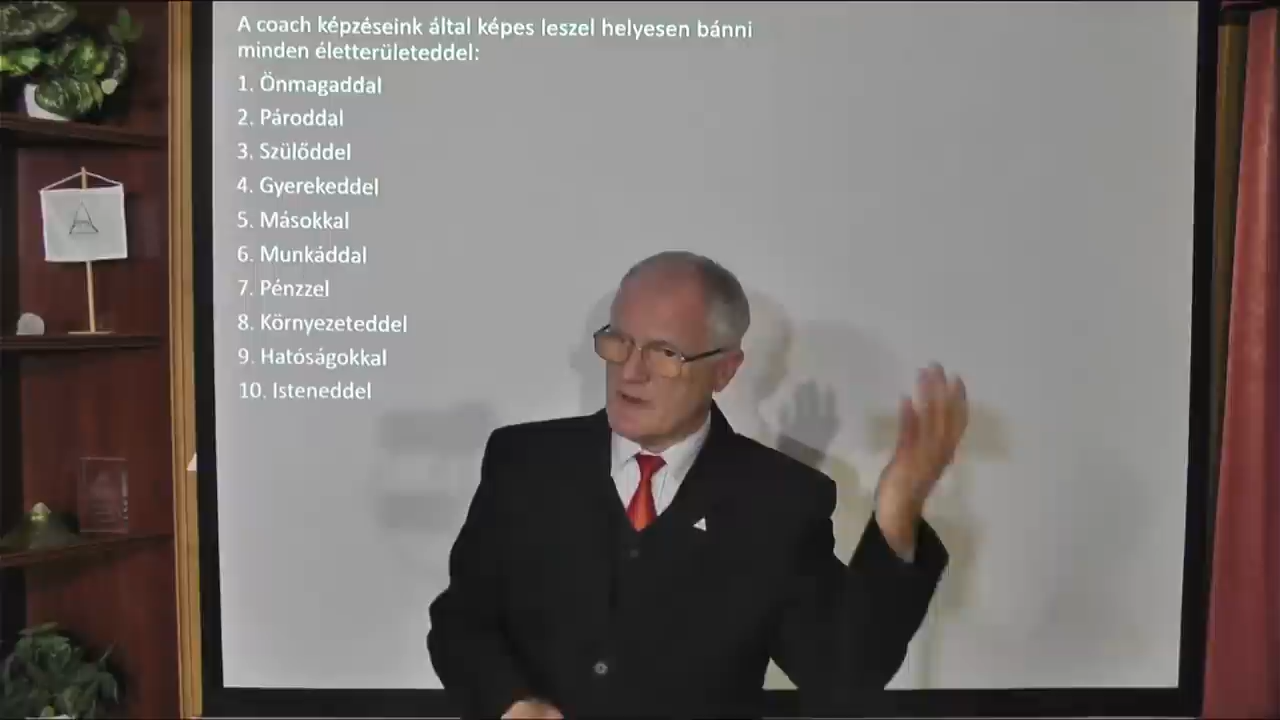 A coach képzéseink által képes leszel helyesen bánni
minden életterületeddel:
1. Önmagaddal
2. Pároddal
3. Szülőddel
4. Gyerekeddel
5. Másokkal
6. Munkáddal
7. Pénzzel
8. Környezeteddel
9. Hatóságokkal
10. Isteneddel